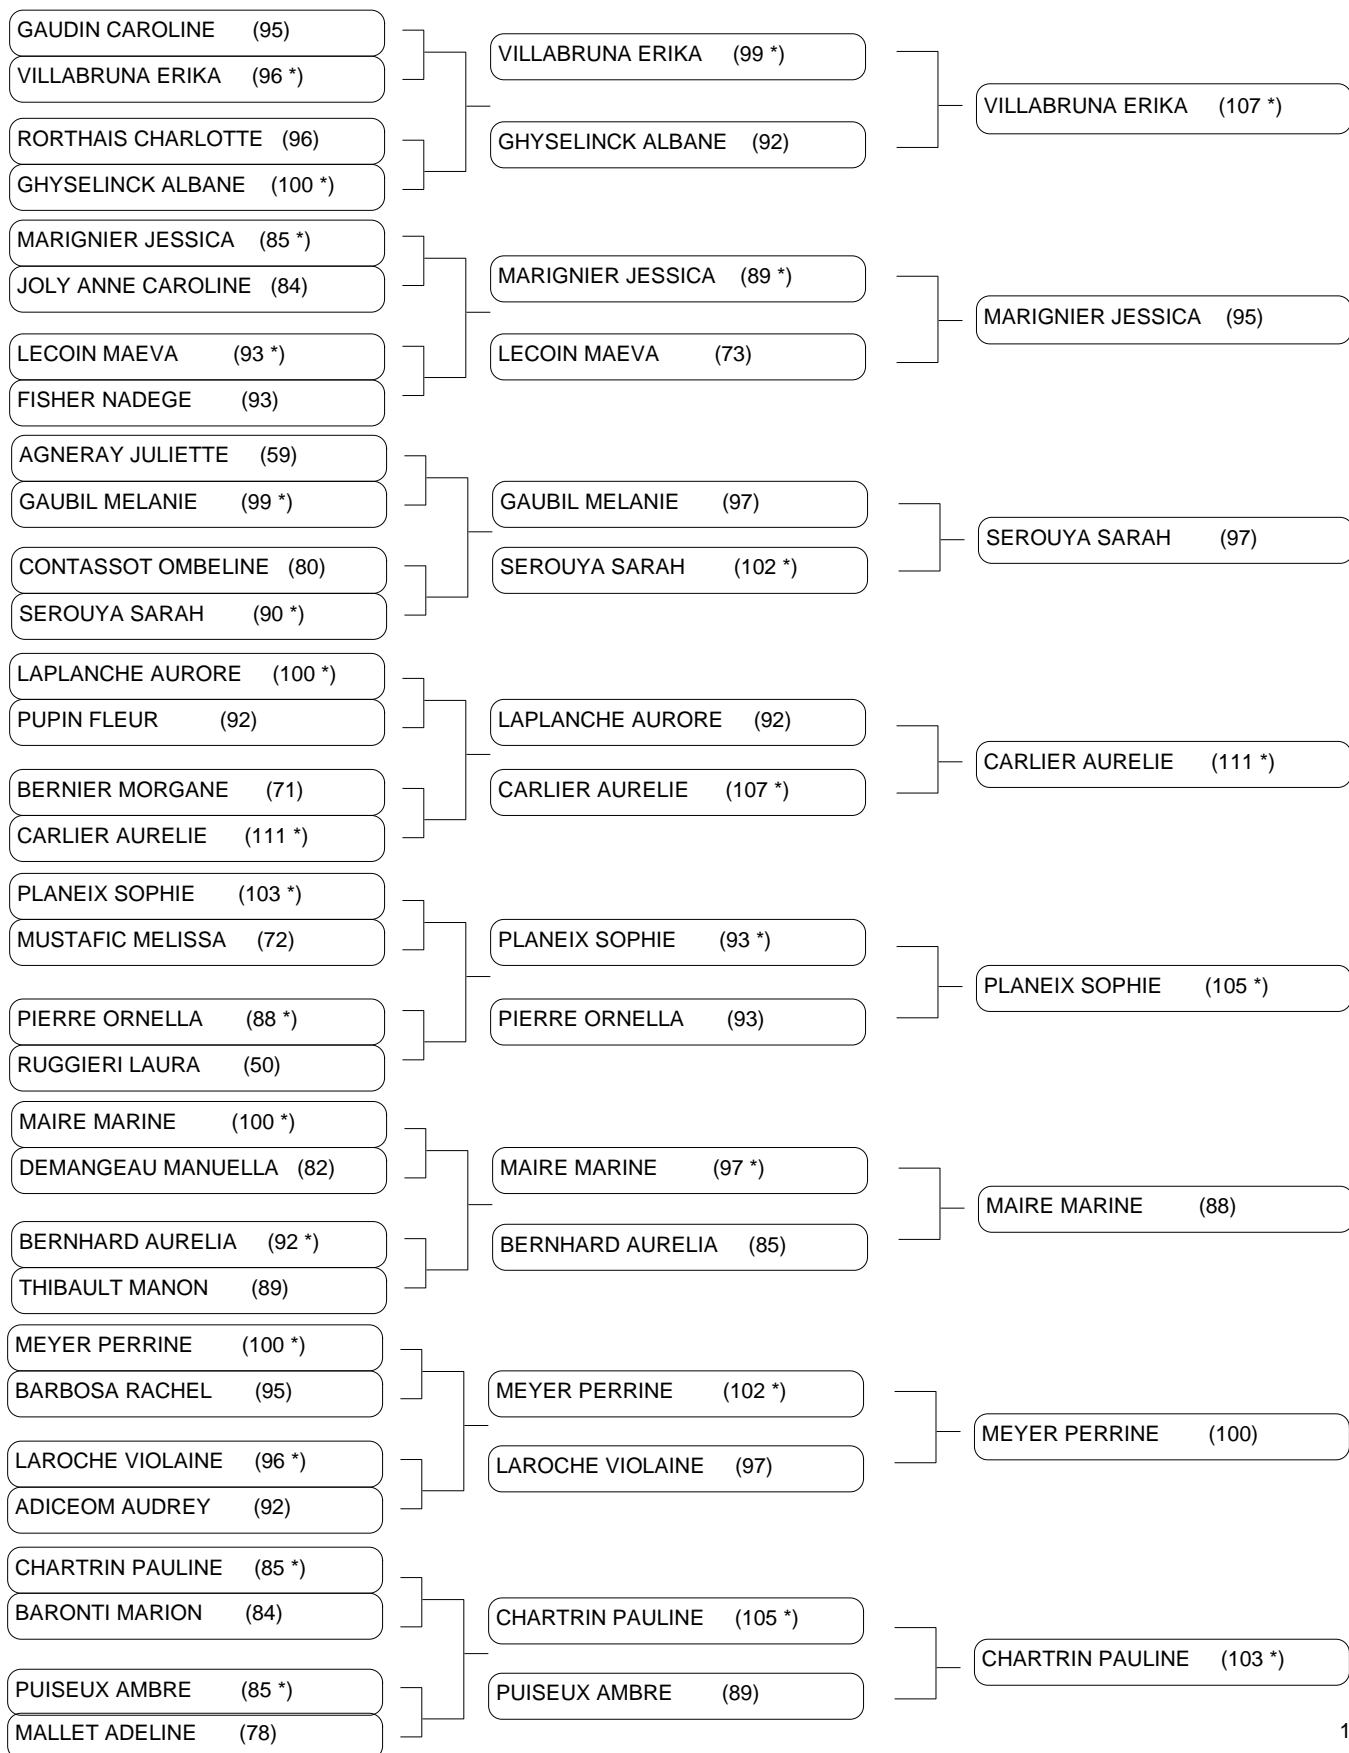 GAUDIN CAROLINE (95)
VILLABRUNA ERIKA (96 *)
RORTHAIS CHARLOTTE (96)
GHYSELINCK ALBANE (100 *)
MARIGNIER JESSICA (85 *)
JOLY ANNE CAROLINE (84)
LECOIN MAEVA (93 *)
FISHER NADEGE (93)
AGNERAY JULIETTE (59)
GAUBIL MELANIE (99 *)
CONTASSOT OMBELINE (80)
SEROUYA SARAH (90 *)
LAPLANCHE AURORE (100 *)
PUPIN FLEUR (92)
BERNIER MORGANE (71)
CARLIER AURELIE (111 *)
PLANEIX SOPHIE (103 *)
MUSTAFIC MELISSA (72)
PIERRE ORNELLA (88 *)
RUGGIERI LAURA (50)
MAIRE MARINE (100 *)
DEMANGEAU MANUELLA (82)
BERNHARD AURELIA (92 *)
THIBAULT MANON (89)
MEYER PERRINE (100 *)
BARBOSA RACHEL (95)
LAROCHE VIOLAINE (96 *)
ADICEOM AUDREY (92)
CHARTRIN PAULINE (85 *)
BARONTI MARION (84)
PUISEUX AMBRE (85 *)
MALLET ADELINE (78)
VILLABRUNA ERIKA (99 *)
GHYSELINCK ALBANE (92)
MARIGNIER JESSICA (89 *)
LECOIN MAEVA (73)
GAUBIL MELANIE (97)
SEROUYA SARAH (102 *)
LAPLANCHE AURORE (92)
CARLIER AURELIE (107 *)
PLANEIX SOPHIE (93 *)
PIERRE ORNELLA (93)
MAIRE MARINE (97 *)
BERNHARD AURELIA (85)
MEYER PERRINE (102 *)
LAROCHE VIOLAINE (97)
CHARTRIN PAULINE (105 *)
PUISEUX AMBRE (89)
VILLABRUNA ERIKA (107 *)
MARIGNIER JESSICA (95)
SEROUYA SARAH (97)
CARLIER AURELIE (111 *)
PLANEIX SOPHIE (105 *)
MAIRE MARINE (88)
MEYER PERRINE (100)
CHARTRIN PAULINE (103 *)
1